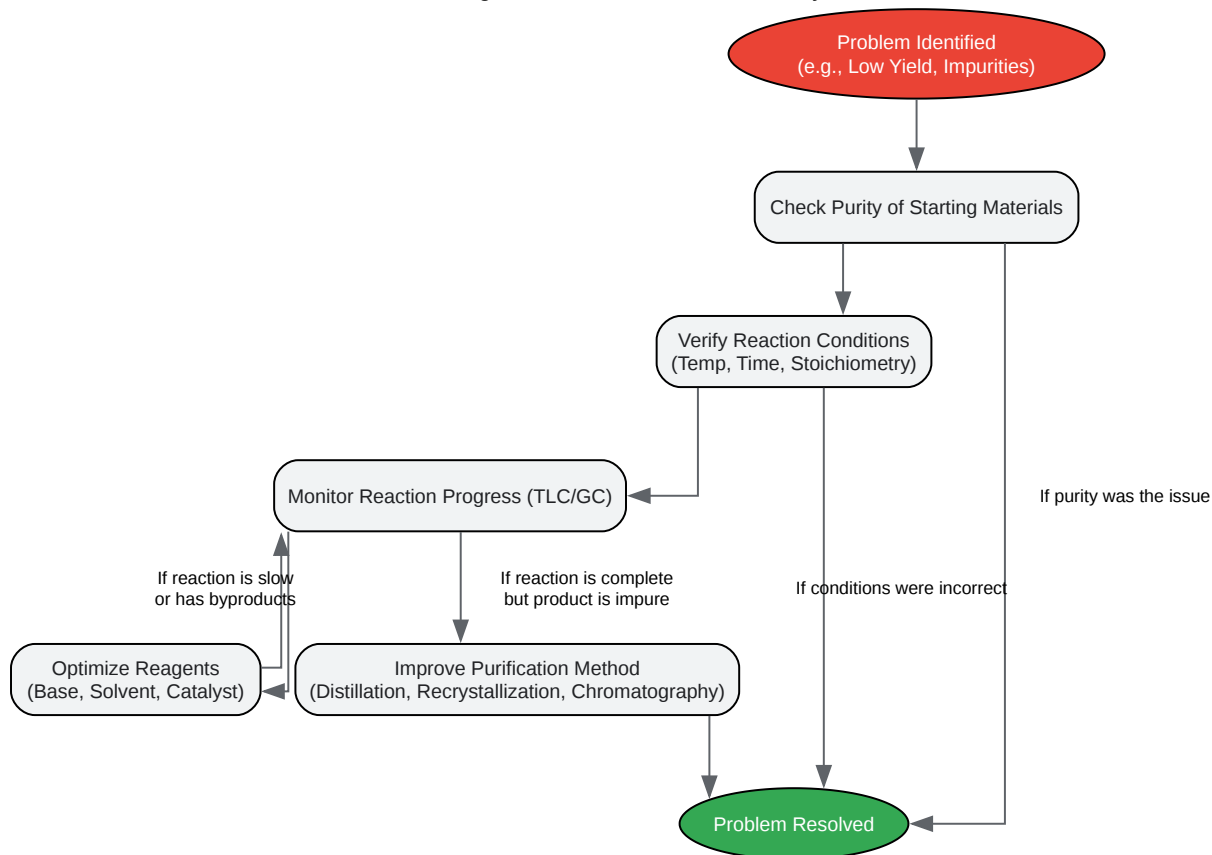 Problem Identified
(e.g., Low Yield, Impurities)
Check Purity of Starting Materials
Verify Reaction Conditions
(Temp, Time, Stoichiometry)
Monitor Reaction Progress (TLC/GC)
If purity was the issue
If reaction is slow
or has byproducts
If reaction is complete
but product is impure
If conditions were incorrect
Optimize Reagents
(Base, Solvent, Catalyst)
Improve Purification Method
(Distillation, Recrystallization, Chromatography)
Problem Resolved